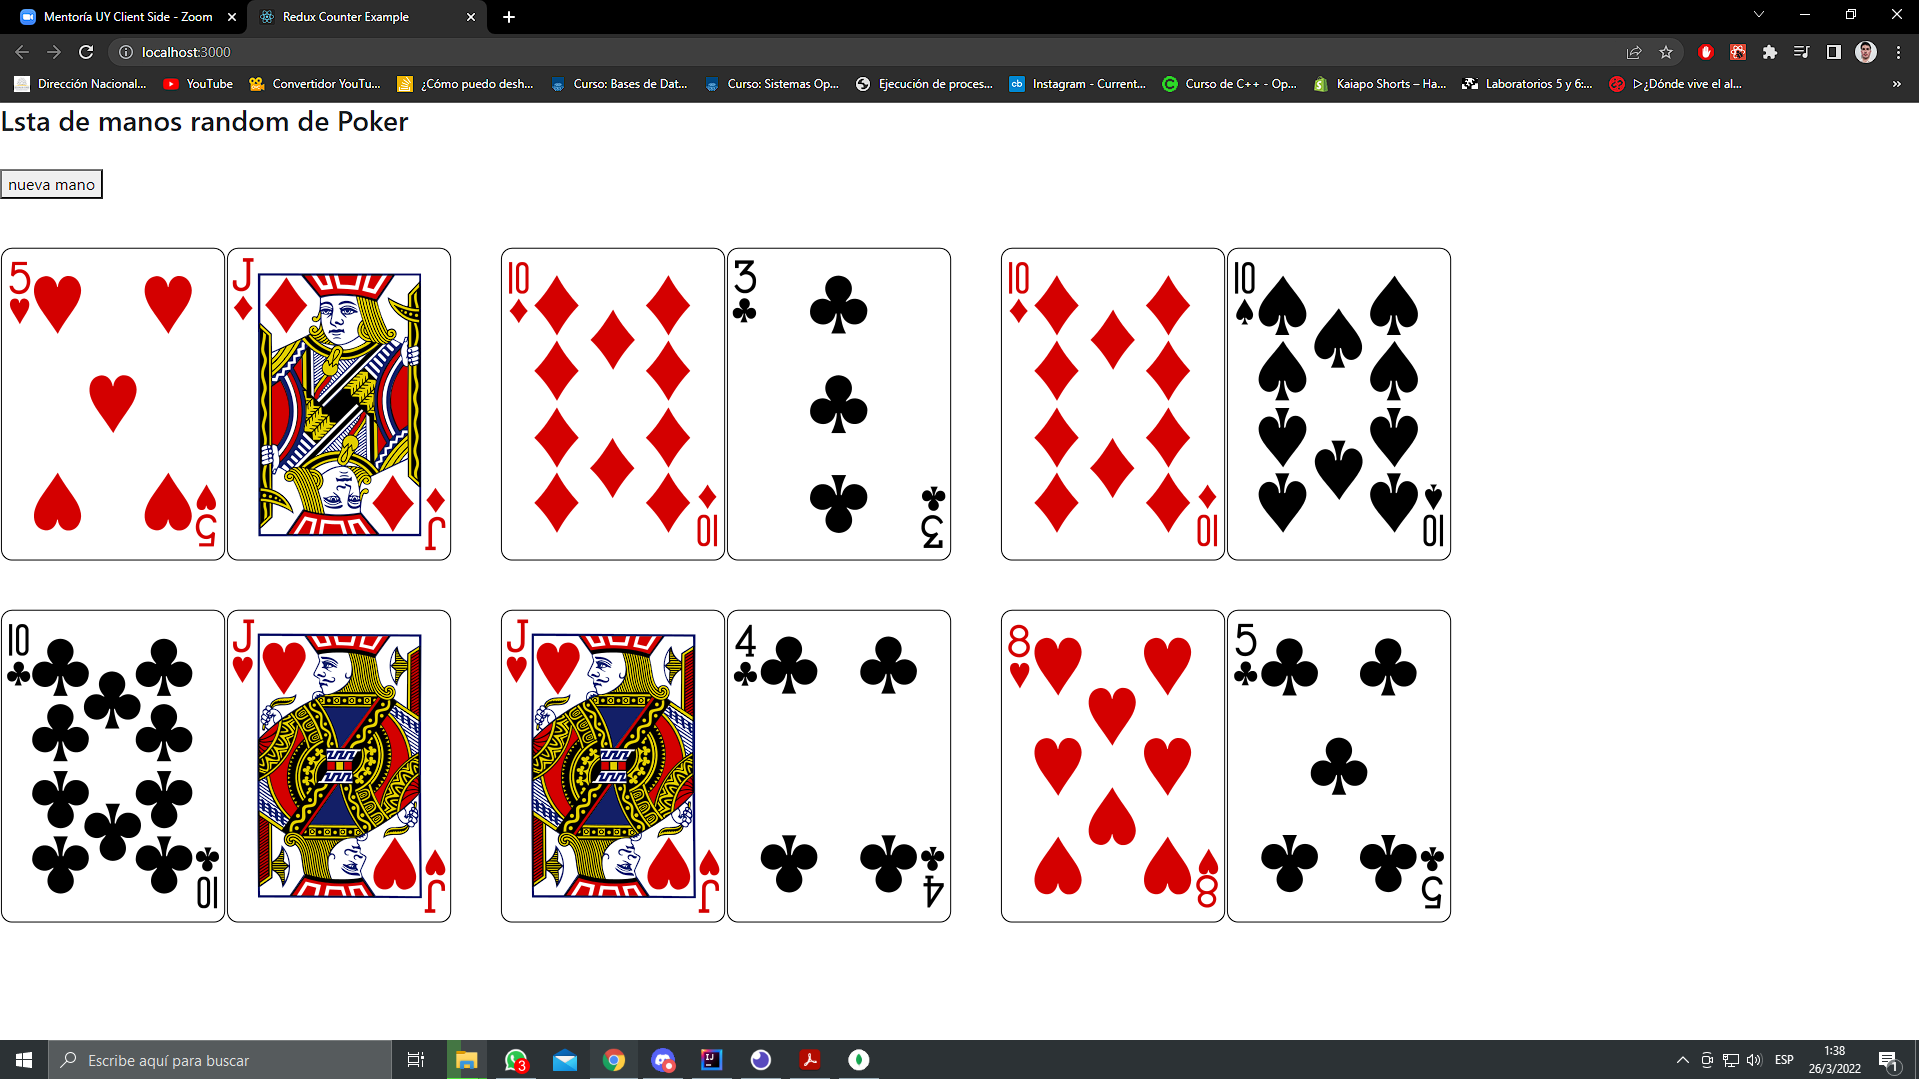 Mentoría UY Client Side - Zoom
Redux Counter Example
localhost:3000
Dirección Nacional...
YouTube
Convertidor YouTu...
¿Cómo puedo desh...
Curso: Bases de Dat...
Curso: Sistemas Op...
Ejecución de proces...
cb
Instagram - Current...
Curso de C++ - Op...
Kaiapo Shorts – Ha...
Laboratorios 5 y 6:...
▷¿Dónde vive el al...
»
Lsta de manos random de Poker
nueva mano
5 J 10 3 10 10
5 J 10 3 10 10
10 J J 4 8 5
10 J J 4 8 5
Escribe aquí para buscar
3
IJ
ESP
1:38
26/3/2022
1